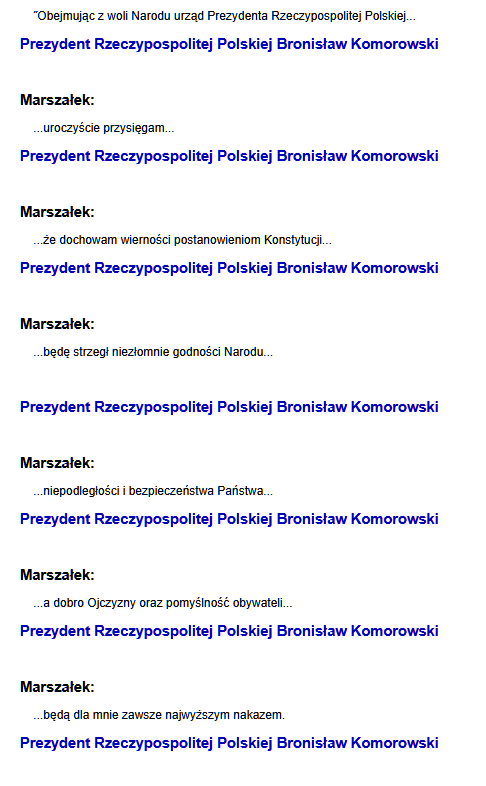 "Obejmując z woli Narodu urząd Prezydenta Rzeczypospolitej Polskiej...
Prezydent Rzeczypospolitej Polskiej Bronisław Komorowski
Marszałek:
...uroczyście przysięgam...
Prezydent Rzeczypospolitej Polskiej Bronisław Komorowski
Marszałek:
...że dochowam wierności postanowieniom Konstytucji...
Prezydent Rzeczypospolitej Polskiej Bronisław Komorowski
Marszałek:
...będę strzegł niezłomnie godności Narodu...
Prezydent Rzeczypospolitej Polskiej Bronisław Komorowski
Marszałek:
...niepodległości i bezpieczeństwa Państwa...
Prezydent Rzeczypospolitej Polskiej Bronisław Komorowski
Marszałek:
...a dobro Ojczyzny oraz pomyślność obywateli...
Prezydent Rzeczypospolitej Polskiej Bronisław Komorowski
Marszałek:
...będą dla mnie zawsze najwyższym nakazem.
Prezydent Rzeczypospolitej Polskiej Bronisław Komorowski